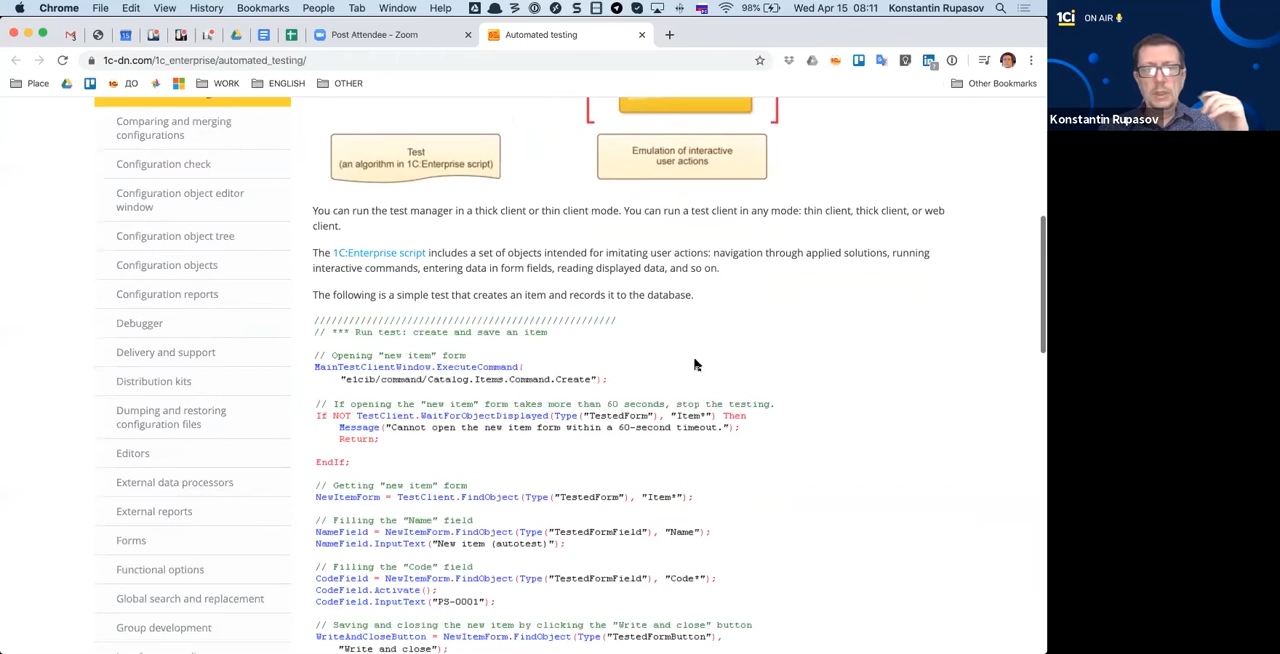 Chrome File Edit View History Bookmarks People Tab Window Help 98% Wed Apr 15 08:11 Konstantin Rupasov
Post Attendee - Zoom
Automated testing
1c-dn.com/1c_enterprise/automated_testing/
Place ДО WORK ENGLISH OTHER Other Bookmarks
1Ci ON AIR
Konstantin Rupasov
Comparing and merging
configurations
Configuration check
Configuration object editor
window
Configuration object tree
Configuration objects
Configuration reports
Debugger
Delivery and support
Distribution kits
Dumping and restoring
configuration files
Editors
External data processors
External reports
Forms
Functional options
Global search and replacement
Group development
Test
(an algorithm in 1C:Enterprise script)
Emulation of interactive
user actions
You can run the test manager in a thick client or thin client mode. You can run a test client in any mode: thin client, thick client, or web
client.
The 1C:Enterprise script includes a set of objects intended for imitating user actions: navigation through applied solutions, running
interactive commands, entering data in form fields, reading displayed data, and so on.
The following is a simple test that creates an item and records it to the database.
////////////////////////////////////////////////////
// *** Run test: create and save an item
// Opening "new item" form
MainTestClientWindow.ExecuteCommand(
"e1cib/command/Catalog.Items.Command.Create");
// If opening the "new item" form takes more than 60 seconds, stop the testing.
If NOT TestClient.WaitForObjectDisplayed(Type("TestedForm"), "Item*") Then
Message("Cannot open the new item form within a 60-second timeout.");
Return;
EndIf;
// Getting "new item" form
NewItemForm = TestClient.FindObject(Type("TestedForm"), "Item*");
// Filling the "Name" field
NameField = NewItemForm.FindObject(Type("TestedFormField"), "Name");
NameField.InputText("New item (autotest)");
// Filling the "Code" field
CodeField = NewItemForm.FindObject(Type("TestedFormField"), "Code*");
CodeField.Activate();
CodeField.InputText("PS-0001");
// Saving and closing the new item by clicking the "Write and close" button
WriteAndCloseButton = NewItemForm.FindObject(Type("TestedFormButton"),
"Write and close");